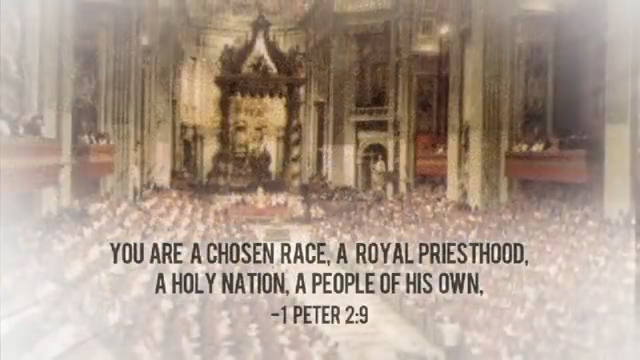 YOU ARE A CHOSEN RACE, A ROYAL PRIESTHOOD,
A HOLY NATION, A PEOPLE OF HIS OWN,
-1 PETER 2:9